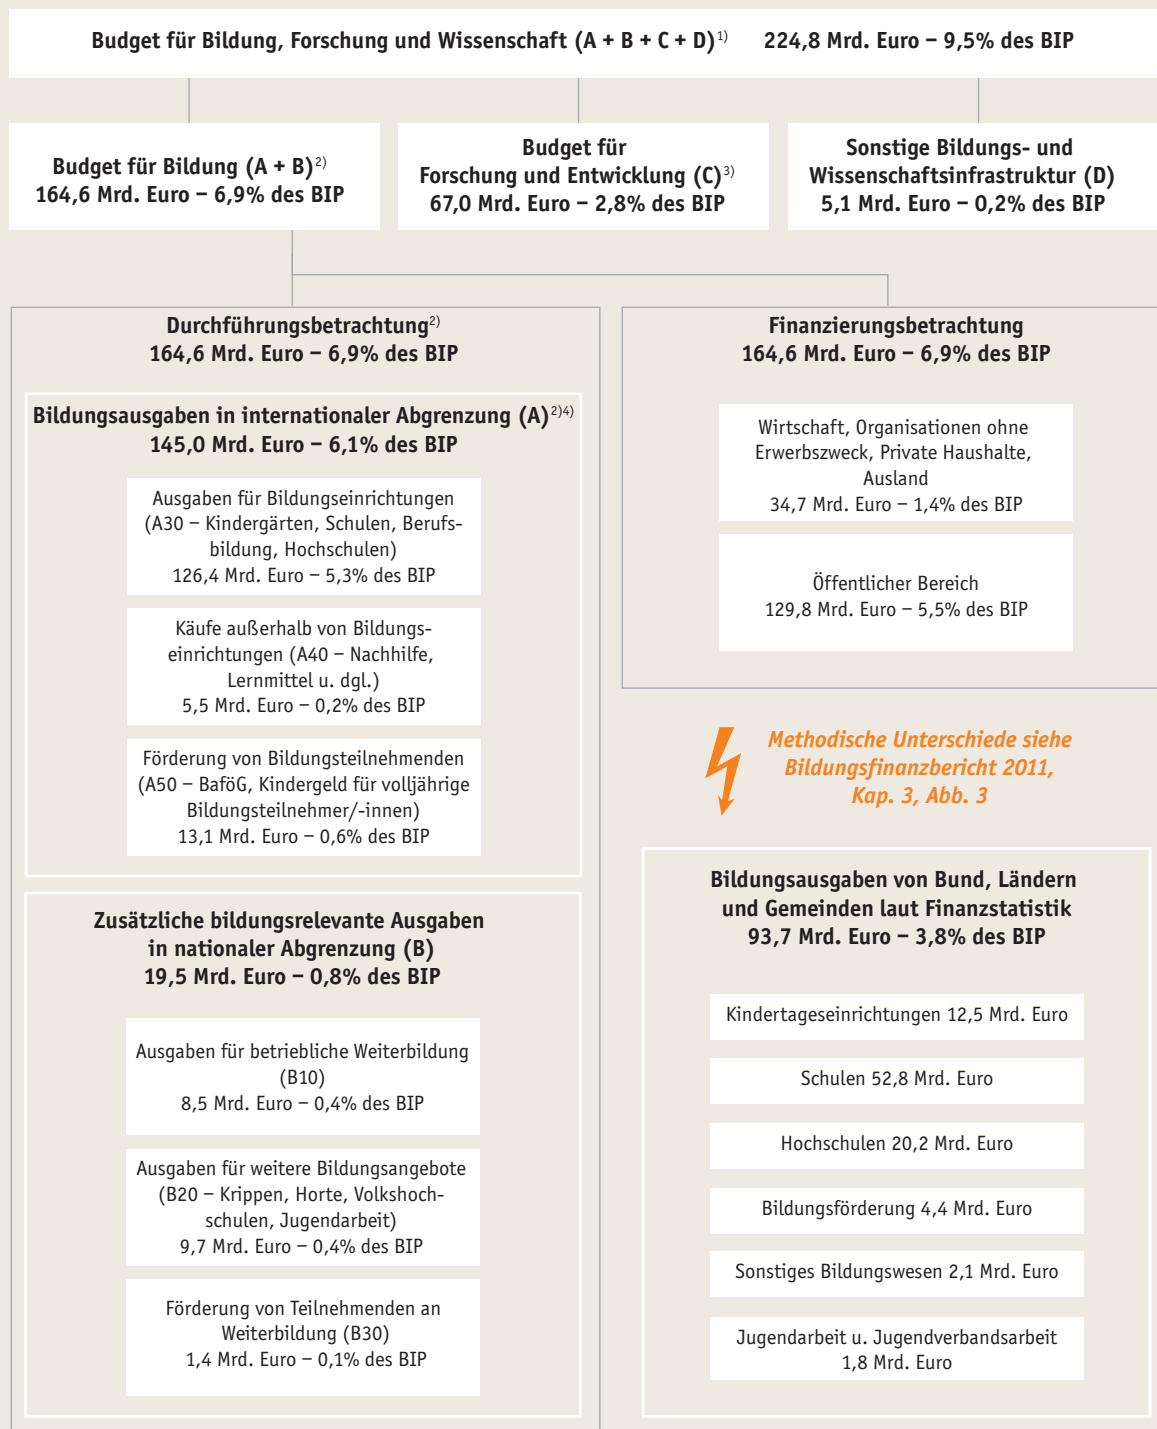 Budget für Bildung, Forschung und Wissenschaft (A + B + C + D)1) 224,8 Mrd. Euro – 9,5% des BIP
Budget für Bildung (A + B)2)
164,6 Mrd. Euro – 6,9% des BIP
Budget für
Forschung und Entwicklung (C)3)
67,0 Mrd. Euro – 2,8% des BIP
Sonstige Bildungs- und
Wissenschaftsinfrastruktur (D)
5,1 Mrd. Euro – 0,2% des BIP
Durchführungsbetrachtung2)
164,6 Mrd. Euro – 6,9% des BIP
Bildungsausgaben in internationaler Abgrenzung (A)2)4)
145,0 Mrd. Euro – 6,1% des BIP
Ausgaben für Bildungseinrichtungen
(A30 – Kindergärten, Schulen, Berufs-
bildung, Hochschulen)
126,4 Mrd. Euro – 5,3% des BIP
Käufe außerhalb von Bildungs-
einrichtungen (A40 – Nachhilfe,
Lernmittel u. dgl.)
5,5 Mrd. Euro – 0,2% des BIP
Förderung von Bildungsteilnehmenden
(A50 – BaföG, Kindergeld für volljährige
Bildungsteilnehmer/-innen)
13,1 Mrd. Euro – 0,6% des BIP
Zusätzliche bildungsrelevante Ausgaben
in nationaler Abgrenzung (B)
19,5 Mrd. Euro – 0,8% des BIP
Ausgaben für betriebliche Weiterbildung
(B10)
8,5 Mrd. Euro – 0,4% des BIP
Ausgaben für weitere Bildungsangebote
(B20 – Krippen, Horte, Volkshoch-
schulen, Jugendarbeit)
9,7 Mrd. Euro – 0,4% des BIP
Förderung von Teilnehmenden an
Weiterbildung (B30)
1,4 Mrd. Euro – 0,1% des BIP
Finanzierungsbetrachtung
164,6 Mrd. Euro – 6,9% des BIP
Wirtschaft, Organisationen ohne
Erwerbszweck, Private Haushalte,
Ausland
34,7 Mrd. Euro – 1,4% des BIP
Öffentlicher Bereich
129,8 Mrd. Euro – 5,5% des BIP
Methodische Unterschiede siehe
Bildungsfinanzbericht 2011,
Kap. 3, Abb. 3
Bildungsausgaben von Bund, Ländern
und Gemeinden laut Finanzstatistik
93,7 Mrd. Euro – 3,8% des BIP
Kindertageseinrichtungen 12,5 Mrd. Euro
Schulen 52,8 Mrd. Euro
Hochschulen 20,2 Mrd. Euro
Bildungsförderung 4,4 Mrd. Euro
Sonstiges Bildungswesen 2,1 Mrd. Euro
Jugendarbeit u. Jugendverbandsarbeit
1,8 Mrd. Euro